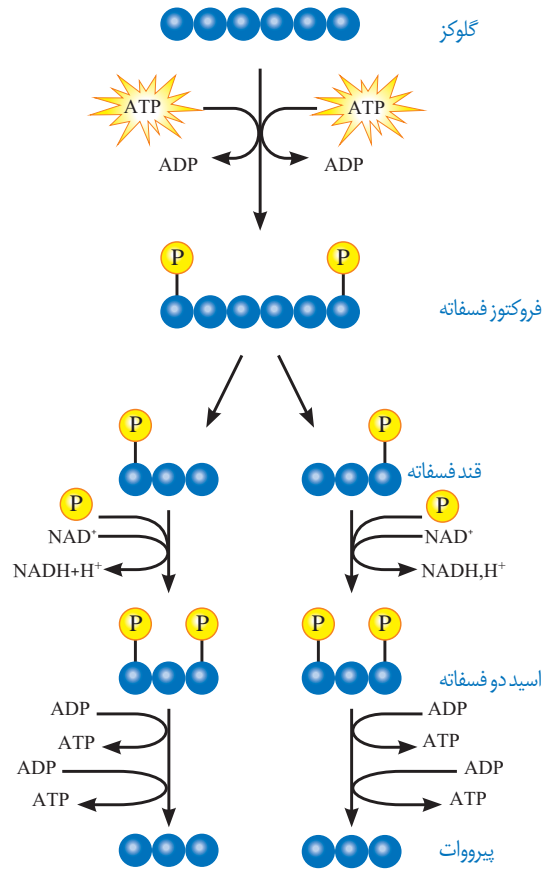 گلوکز
ATP ATP
ADP ADP
P P
فروکتوز فسفاته
P P
قند فسفاته
P P
NAD⁺ NAD⁺
NADH+H⁺ NADH,H⁺
P P P P
اسید دو فسفاته
ADP ADP
ATP ATP
ADP ADP
ATP ATP
پیرووات